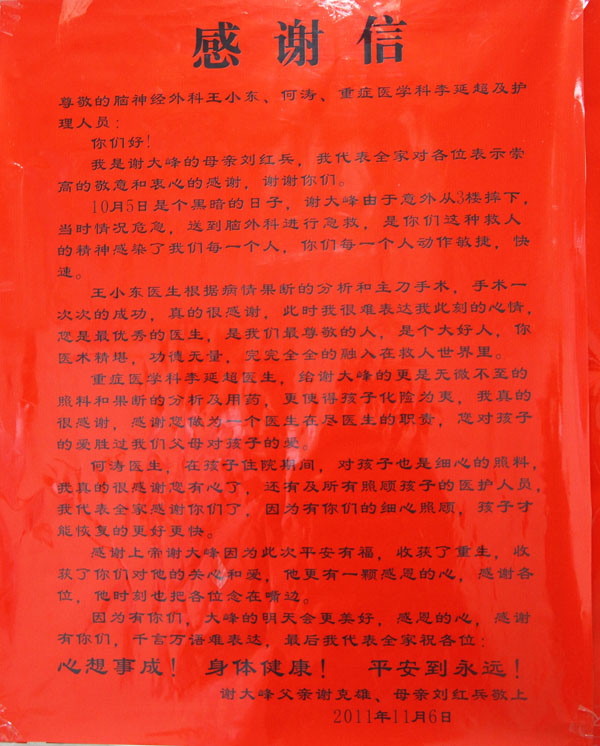 感谢信
尊敬的脑神经外科王小东、何涛、重症医学科李延超及护
理人员：
你们好！
我是谢大峰的母亲刘红兵，我代表全家对各位表示崇
高的敬意和衷心的感谢，谢谢你们。
10月5日是个黑暗的日子，谢大峰由于意外从3楼摔下，
当时情况危急，送到脑外科进行急救，是你们这种救人
的精神感染了我们每一个人，你们每一个人动作敏捷，快
速。
王小东医生根据病情果断的分析和主刀手术，手术一
次次的成功，真的很感谢，此时我很难表达我此刻的心情，
您是最优秀的医生，是我们最尊敬的人，是个大好人，你
医术精堪，功德无量，完完全全的融入在救人世界里。
重症医学科李延超医生，给谢大峰的更是无微不至的
照料和果断的分析及用药，更使得孩子化险为夷，我真的
很感谢，感谢您做为一个医生在尽医生的职责，您对孩子
的爱胜过我们父母对孩子的爱。
何涛医生，在孩子住院期间，对孩子也是细心的照料，
我真的很感谢您有心了，还有及所有照顾孩子的医护人员，
我代表全家感谢你们了，因为有你们的细心照顾，孩子才
能恢复的更好更快。
感谢上帝谢大峰因为此次平安有福，收获了重生，收
获了你们对他的关心和爱，他更有一颗感恩的心，感谢各
位，他时刻也把各位念在嘴边。
因为有你们，大峰的明天会更美好，感恩的心，感谢
有你们，千言万语难表达，最后我代表全家祝各位：
心想事成！ 身体健康！ 平安到永远！
谢大峰父亲谢克雄、母亲刘红兵敬上
2011年11月6日